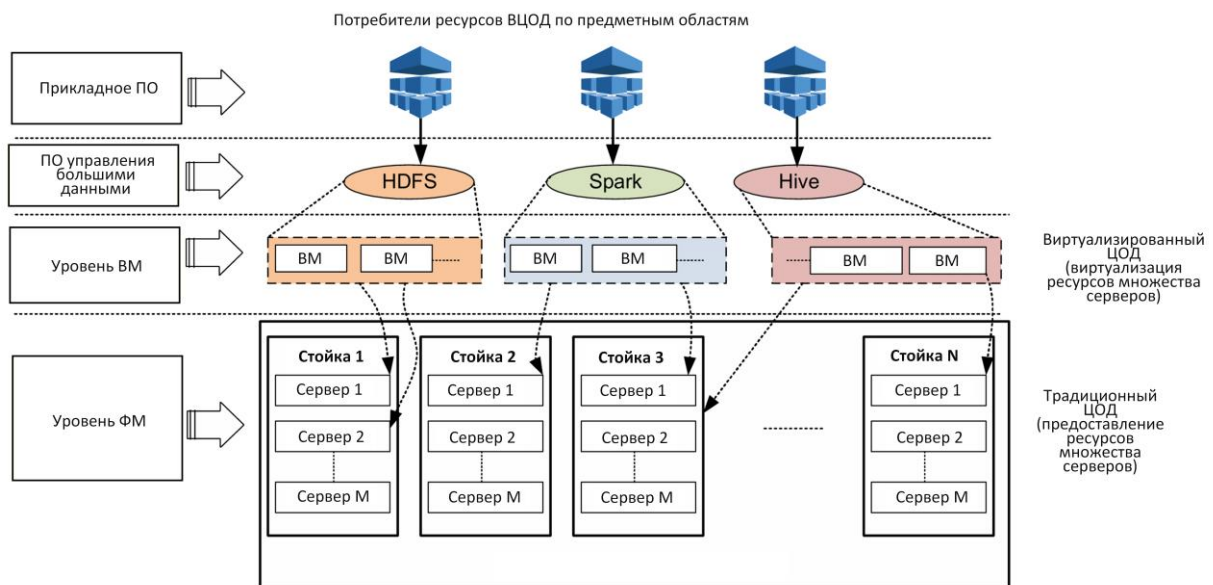 Потребители ресурсов ВЦОД по предметным областям
Прикладное ПО
ПО управления
большими
данными
HDFS
Spark
Hive
Уровень ВМ
ВМ
ВМ
ВМ
ВМ
ВМ
ВМ
Виртуализированный
ЦОД
(виртуализация
ресурсов множества
серверов)
Уровень ФМ
Стойка 1
Сервер 1
Сервер 2
Сервер М
Стойка 2
Сервер 1
Сервер 2
Сервер М
Стойка 3
Сервер 1
Сервер 2
Сервер М
Стойка N
Сервер 1
Сервер 2
Сервер М
Традиционный
ЦОД
(предоставление
ресурсов
множества
серверов)